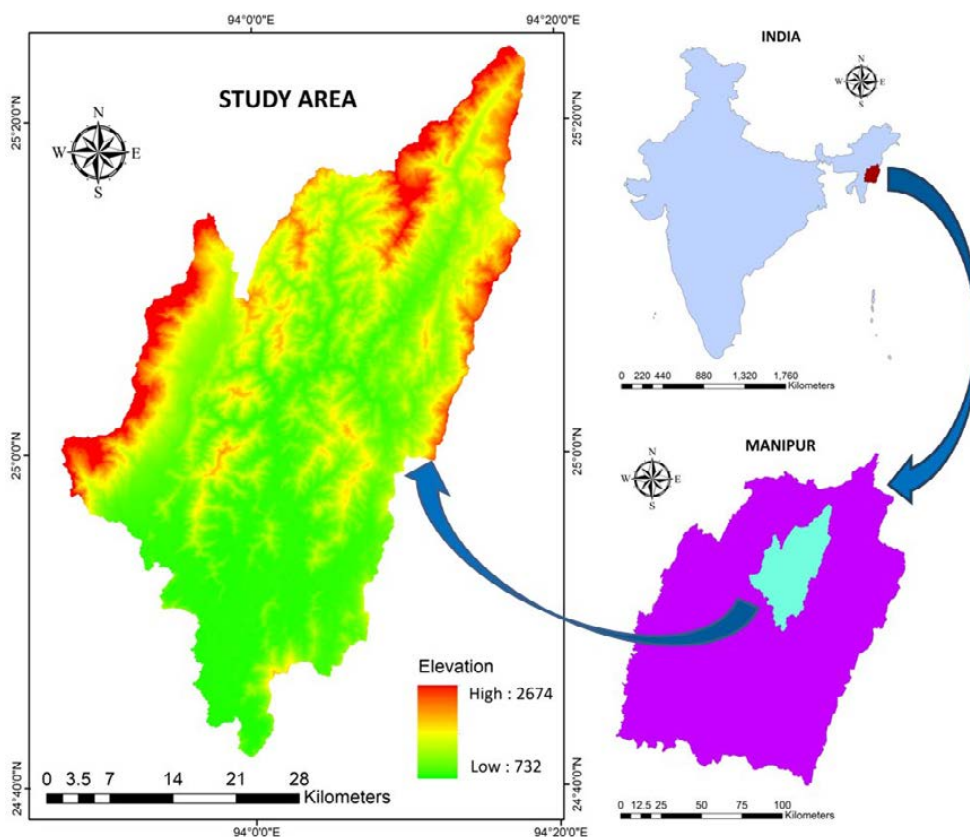 94°0'0"E
94°20'0"E
STUDY AREA
N
W
E
S
25°20'0"N
25°0'0"N
24°40'0"N
Elevation
High : 2674
Low : 732
0 3.5 7 14 21 28
Kilometers
94°0'0"E
94°20'0"E
25°20'0"N
25°0'0"N
24°40'0"N
INDIA
N
W
E
S
0 220 440 880 1,320 1,760
Kilometers
MANIPUR
N
W
E
S
0 12.5 25 50 75 100
Kilometers